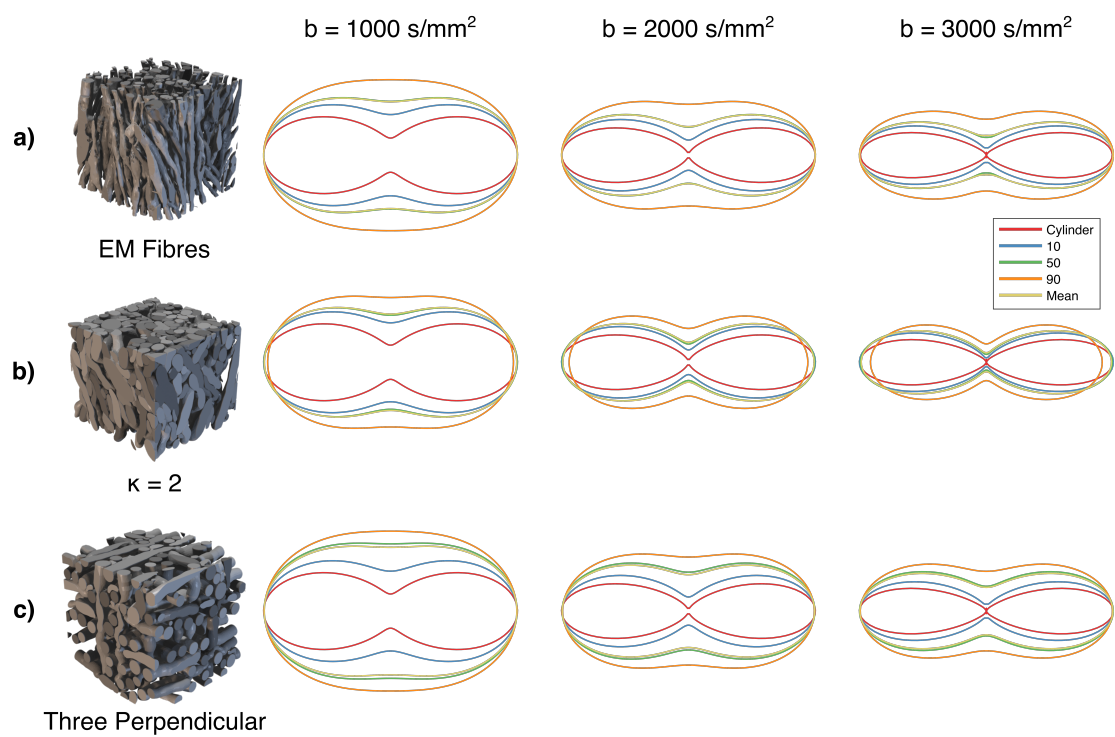 b = 1000 s/mm²
b = 2000 s/mm²
b = 3000 s/mm²
a)
EM Fibres
Cylinder
10
50
90
Mean
b)
κ = 2
c)
Three Perpendicular